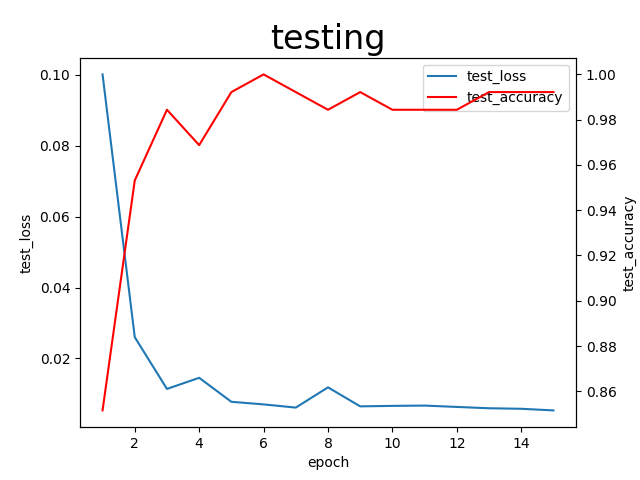 testing
test_loss
test_accuracy
0.10
0.08
0.06
0.04
0.02
test_loss
1.00
0.98
0.96
0.94
0.92
0.90
0.88
0.86
test_accuracy
2 4 6 8 10 12 14
epoch